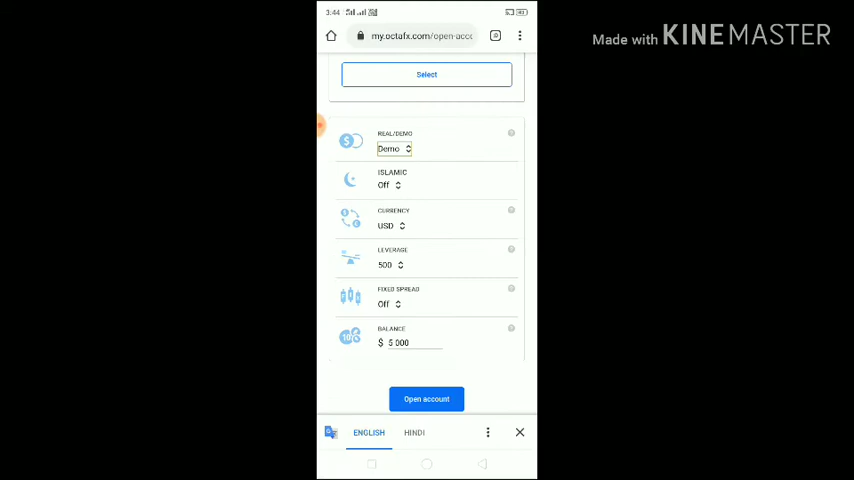 3:44
my.octafx.com/open-acc
Made with KINEMASTER
Select
REAL/DEMO
Demo
ISLAMIC
Off
CURRENCY
USD
LEVERAGE
500
FIXED SPREAD
Off
BALANCE
$ 5 000
Open account
ENGLISH HINDI